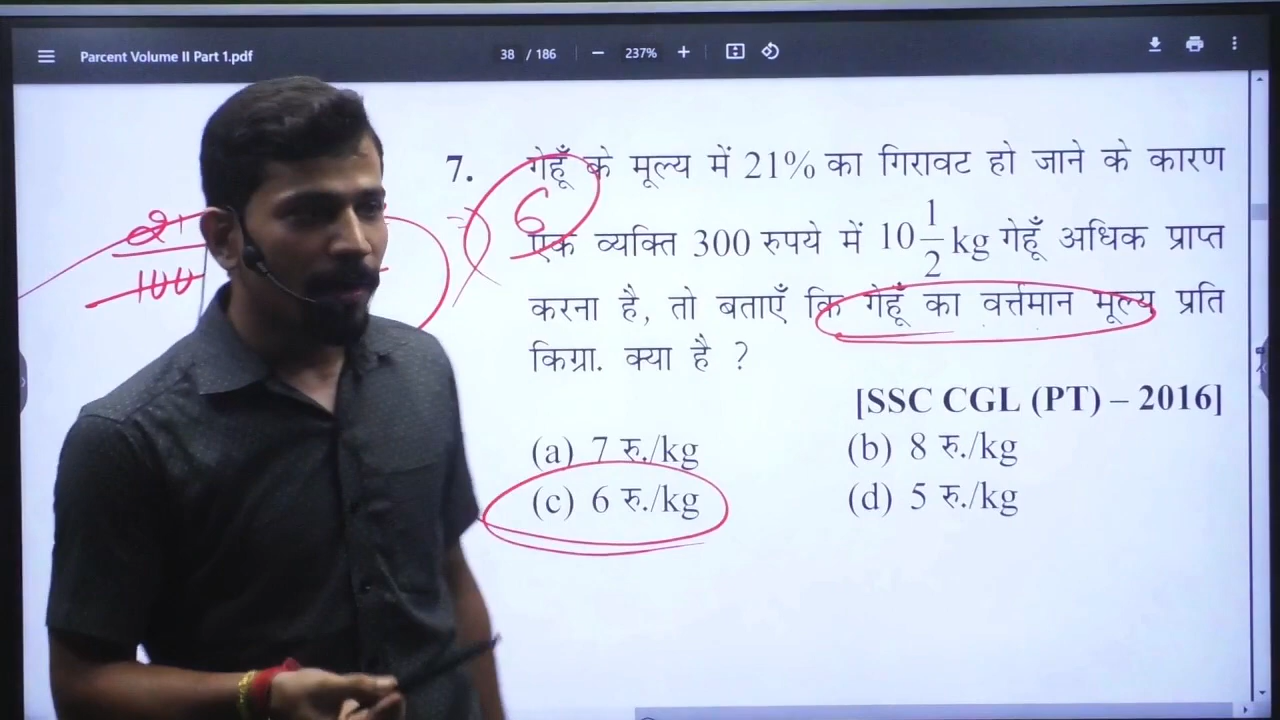 Parcent Volume II Part 1.pdf
38 / 186
237%
7. गेहूँ के मूल्य में 21% का गिरावट हो जाने के कारण
एक व्यक्ति 300 रुपये में 10 1/2 kg गेहूँ अधिक प्राप्त
करना है, तो बताएँ कि गेहूँ का वर्त्तमान मूल्य प्रति
किग्रा. क्या है ?
[SSC CGL (PT) – 2016]
(a) 7 रु./kg
(b) 8 रु./kg
(c) 6 रु./kg
(d) 5 रु./kg
6
100